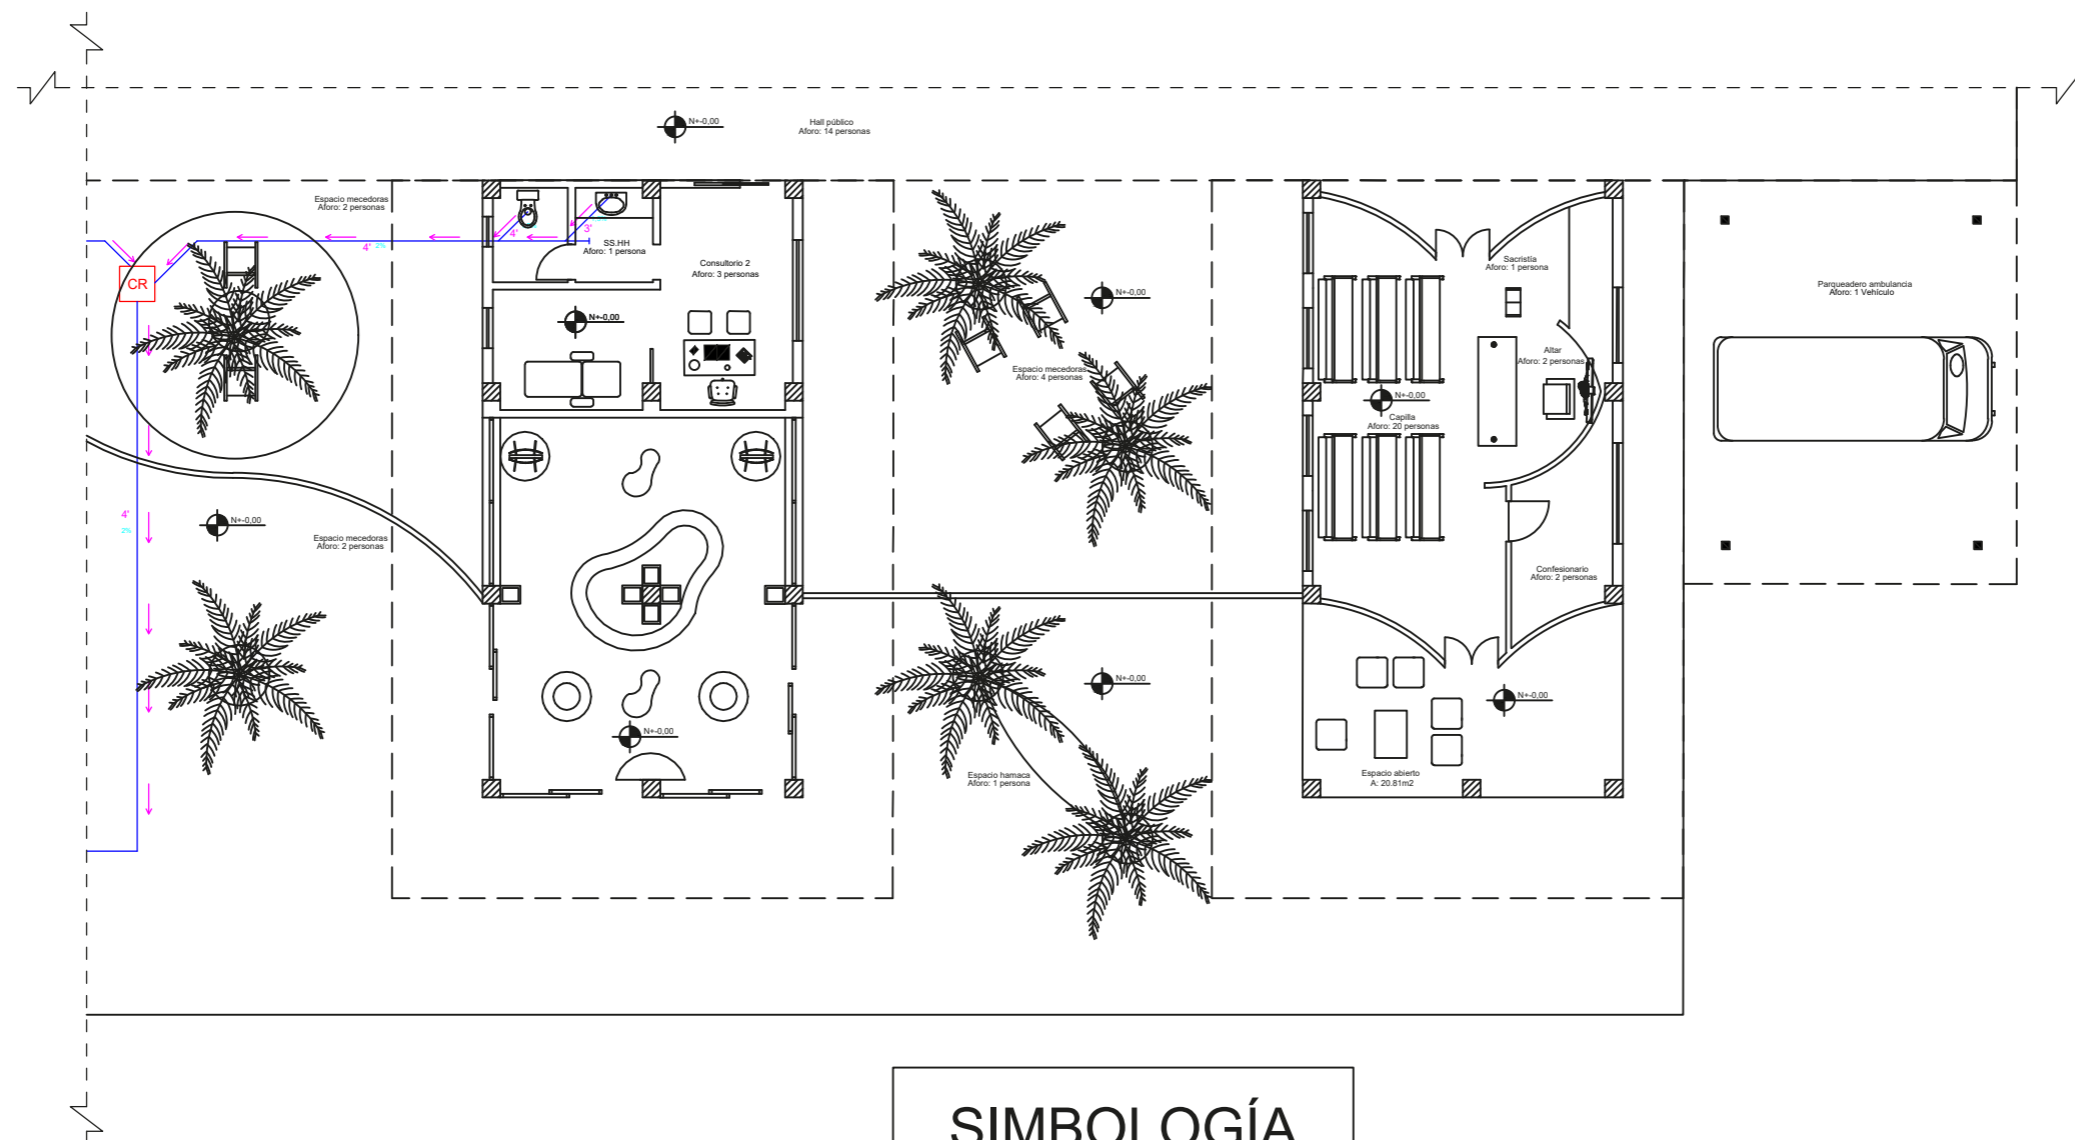 N+-0,00
Hall público
Aforo: 14 personas
Espacio mecedoras
Aforo: 2 personas
4"
3"
4" 2%
SS.HH
Aforo: 1 persona
Consultorio 2
Aforo: 3 personas
Sacristía
Aforo: 1 persona
CR
N+-0,00
Parqueadero ambulancia
Aforo: 1 Vehículo
N+-0,00
Altar
Aforo: 2 personas
Espacio mecedoras
Aforo: 4 personas
N+-0,00
Capilla
Aforo: 20 personas
4"
2%
N+-0,00
Espacio mecedoras
Aforo: 2 personas
Confesionario
Aforo: 2 personas
N+-0,00
N+-0,00
N+-0,00
Espacio hamaca
Aforo: 1 persona
Espacio abierto
A: 20.81m2
SIMBOLOGÍA